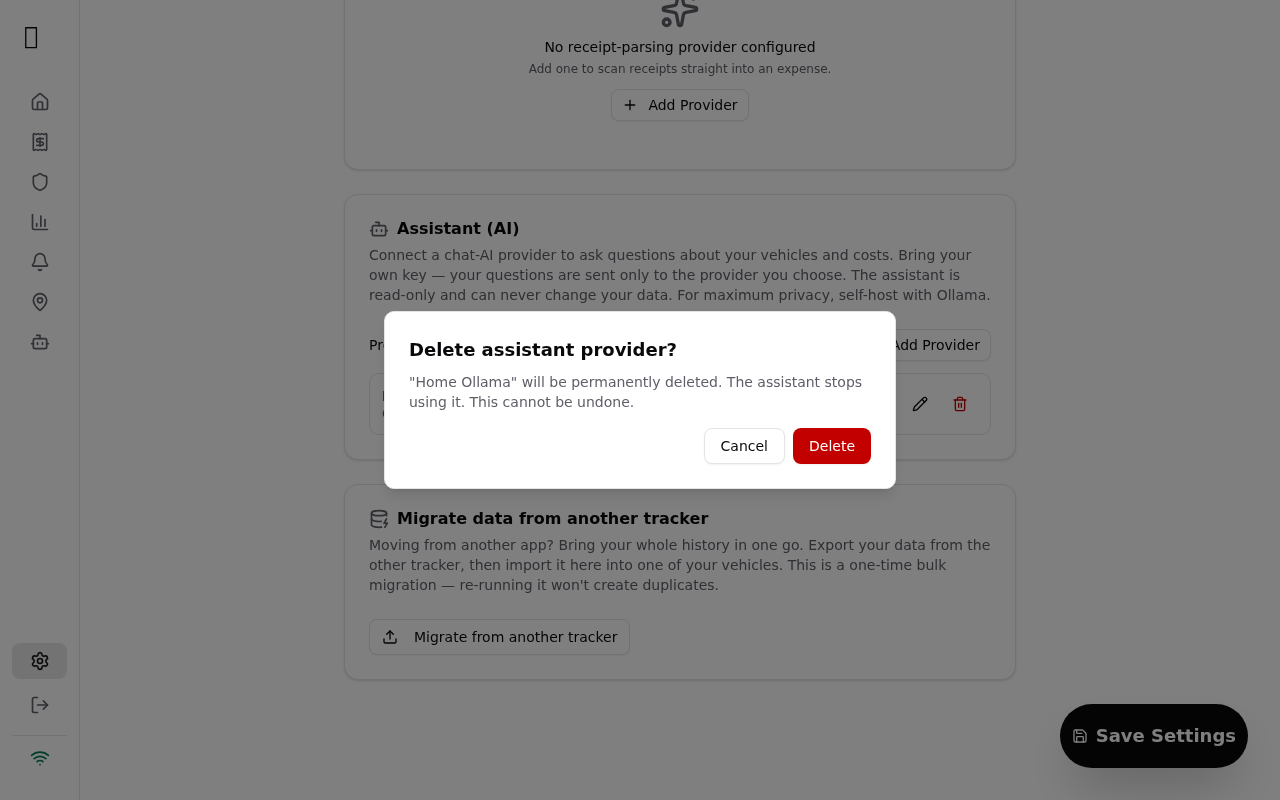 No receipt-parsing provider configured
Add one to scan receipts straight into an expense.
Add Provider
Assistant (AI)
Connect a chat-AI provider to ask questions about your vehicles and costs. Bring your
own key — your questions are sent only to the provider you choose. The assistant is
read-only and can never change your data. For maximum privacy, self-host with Ollama.
Add Provider
Delete assistant provider?
"Home Ollama" will be permanently deleted. The assistant stops
using it. This cannot be undone.
Cancel
Delete
Migrate data from another tracker
Moving from another app? Bring your whole history in one go. Export your data from the
other tracker, then import it here into one of your vehicles. This is a one-time bulk
migration — re-running it won't create duplicates.
Migrate from another tracker
Save Settings